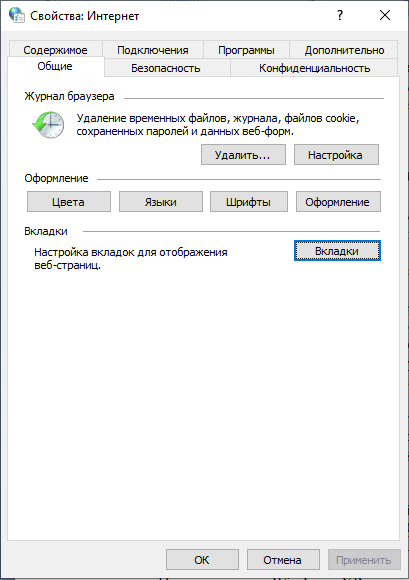 Свойства: Интернет
?
Содержимое Подключения Программы Дополнительно
Общие Безопасность Конфиденциальность
Журнал браузера
Удаление временных файлов, журнала, файлов cookie,
сохраненных паролей и данных веб-форм.
Удалить... Настройка
Оформление
Цвета Языки Шрифты Оформление
Вкладки
Настройка вкладок для отображения
веб-страниц.
Вкладки
ОК Отмена Применить